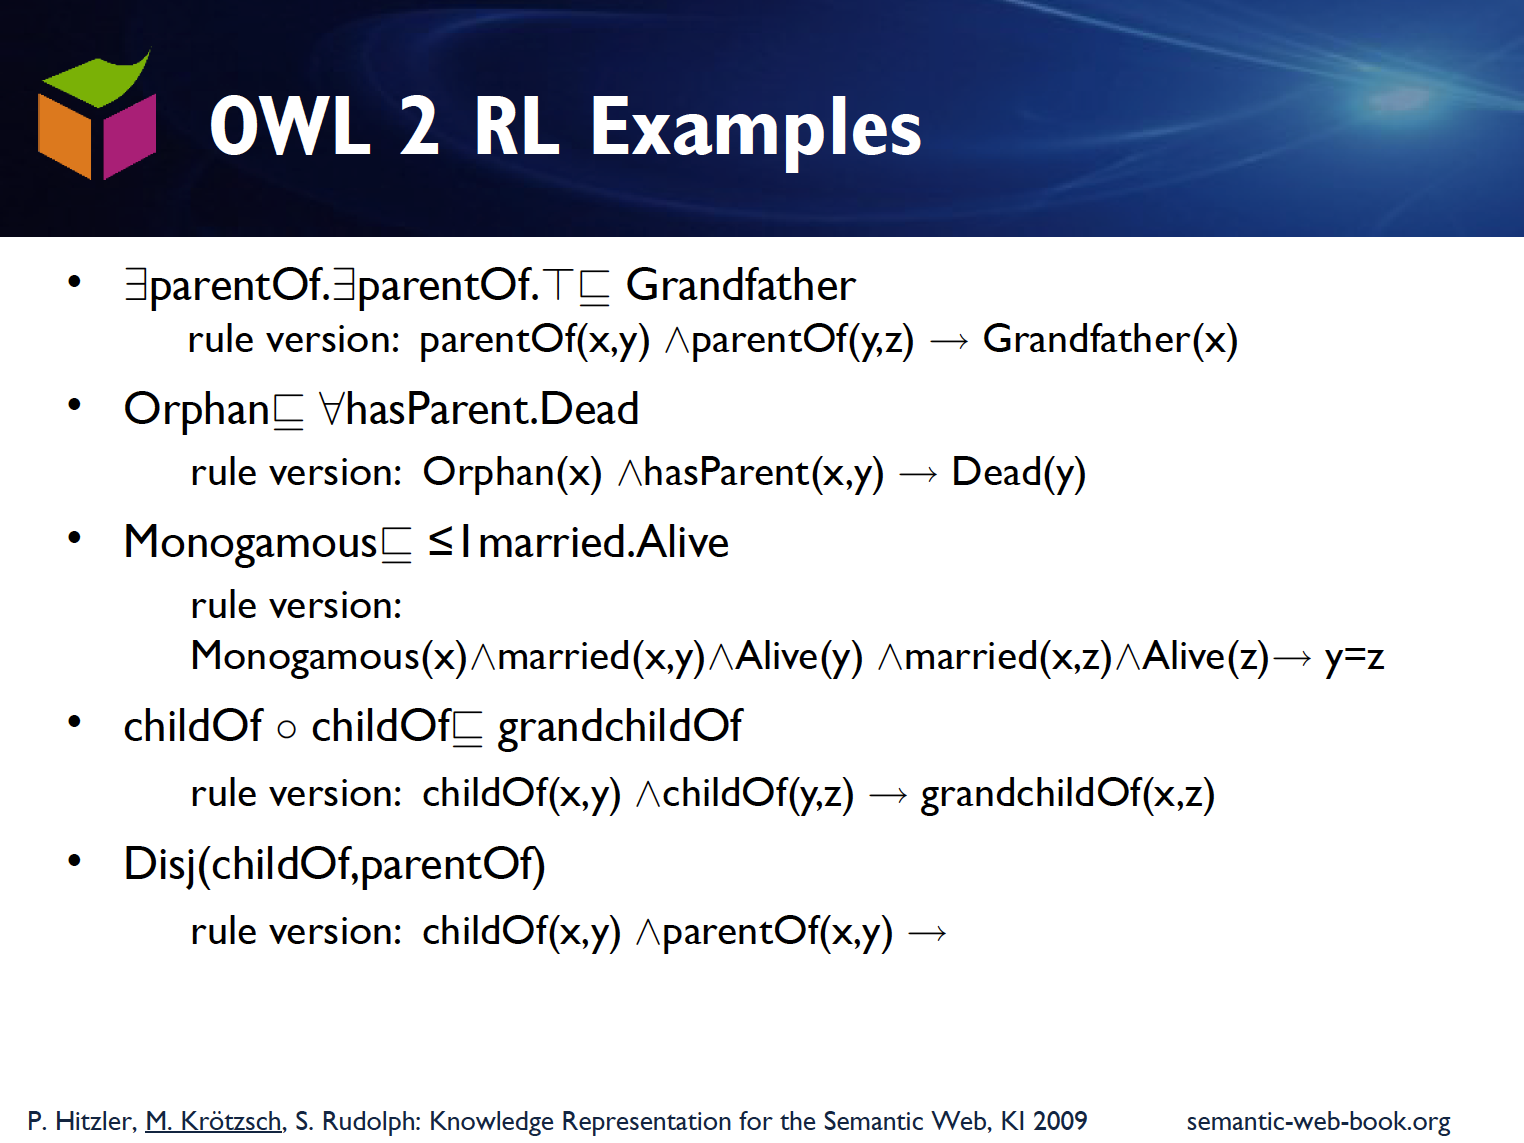 OWL 2 RL Examples
• ∃parentOf.∃parentOf.⊤⊑ Grandfather
rule version: parentOf(x,y) ∧parentOf(y,z) → Grandfather(x)
• Orphan⊑ ∀hasParent.Dead
rule version: Orphan(x) ∧hasParent(x,y) → Dead(y)
• Monogamous⊑ ≤1married.Alive
rule version:
Monogamous(x)∧married(x,y)∧Alive(y) ∧married(x,z)∧Alive(z)→ y=z
• childOf ∘ childOf⊑ grandchildOf
rule version: childOf(x,y) ∧childOf(y,z) → grandchildOf(x,z)
• Disj(childOf,parentOf)
rule version: childOf(x,y) ∧parentOf(x,y) →
P. Hitzler, M. Krötzsch, S. Rudolph: Knowledge Representation for the Semantic Web, KI 2009 semantic-web-book.org